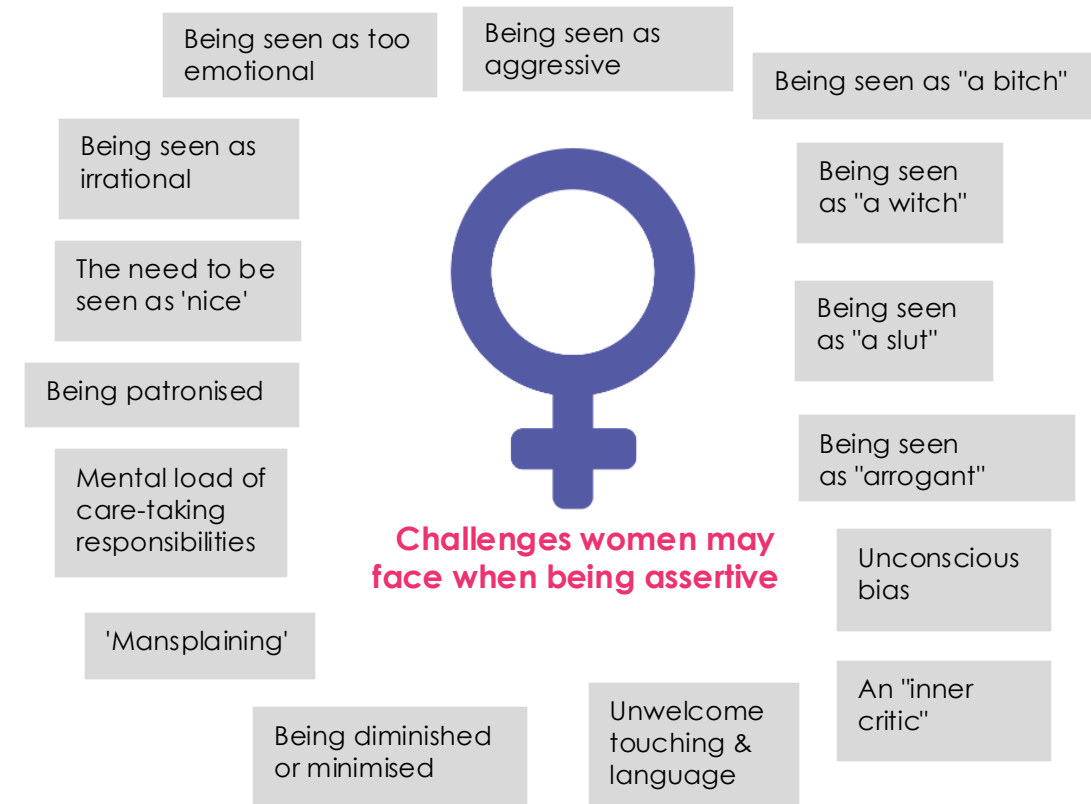 Being seen as too
emotional
Being seen as
aggressive
Being seen as "a bitch"
Being seen as
irrational
Being seen
as "a witch"
The need to be
seen as 'nice'
Being seen
as "a slut"
Being patronised
Being seen
as "arrogant"
Mental load of
care-taking
responsibilities
Challenges women may
face when being assertive
Unconscious
bias
'Mansplaining'
An "inner
critic"
Being diminished
or minimised
Unwelcome
touching &
language